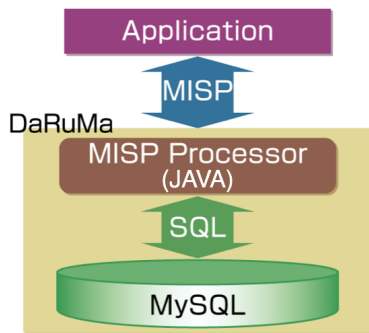 Application
MISP
DaRuMa
MISP Processor
(JAVA)
SQL
MySQL